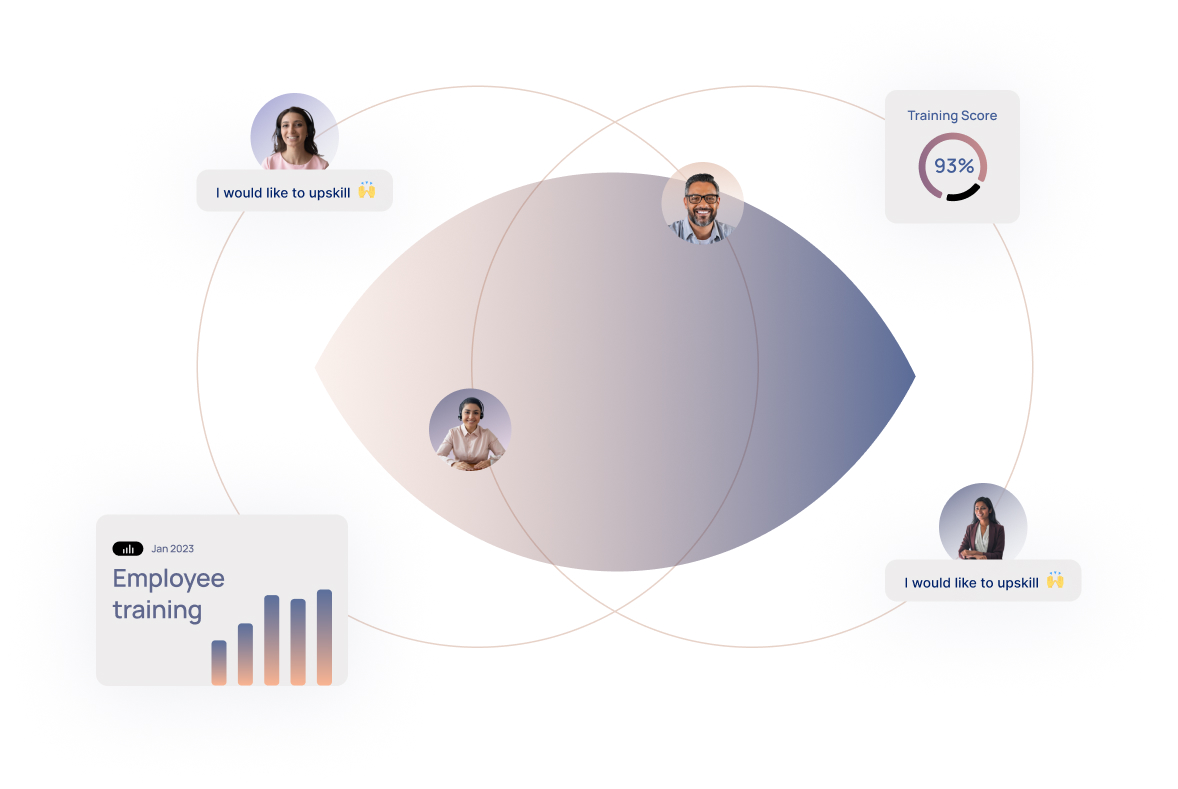 Training Score
93%
I would like to upskill 🙌
Jan 2023
Employee
training
I would like to upskill 🙌